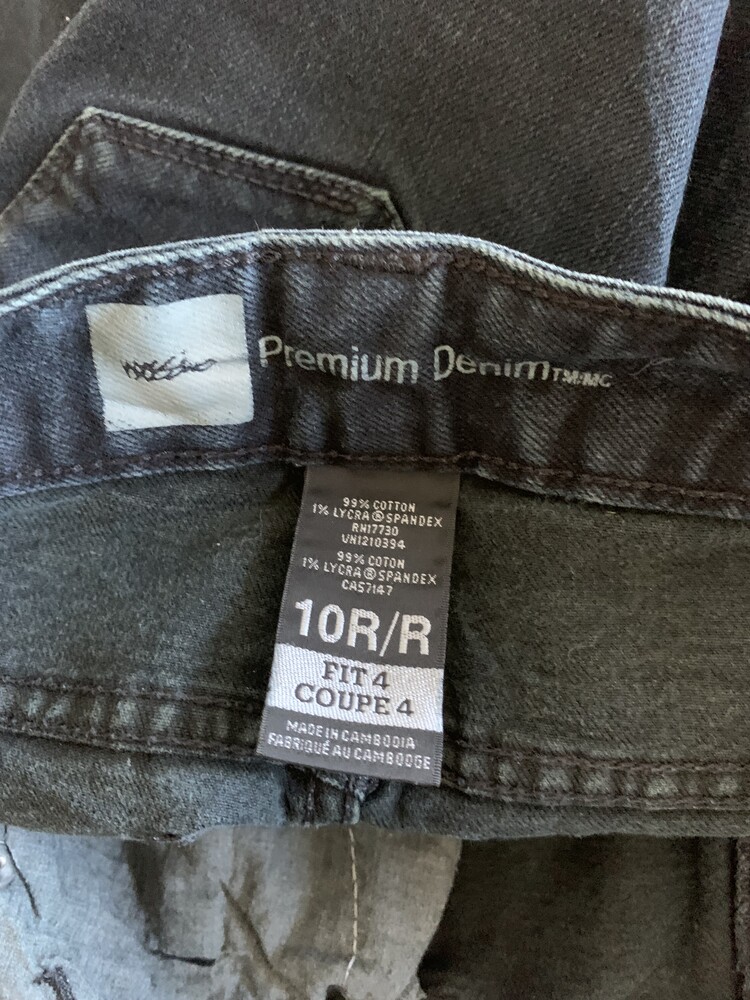 mossimo
Premium Denim TM/MC
99% COTTON
1% LYCRA® SPANDEX
RN17730
VN1210394
99% COTON
1% LYCRA® SPANDEX
CA57147
10R/R
FIT 4
COUPE 4
MADE IN CAMBODIA
FABRIQUÉ AU CAMBODGE